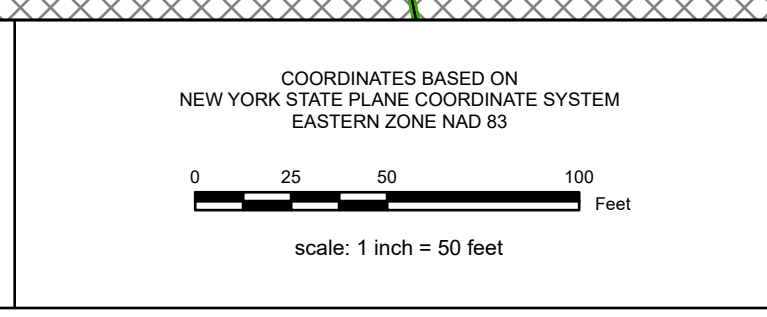 COORDINATES BASED ON
NEW YORK STATE PLANE COORDINATE SYSTEM
EASTERN ZONE NAD 83
0 25 50 100
Feet
scale: 1 inch = 50 feet